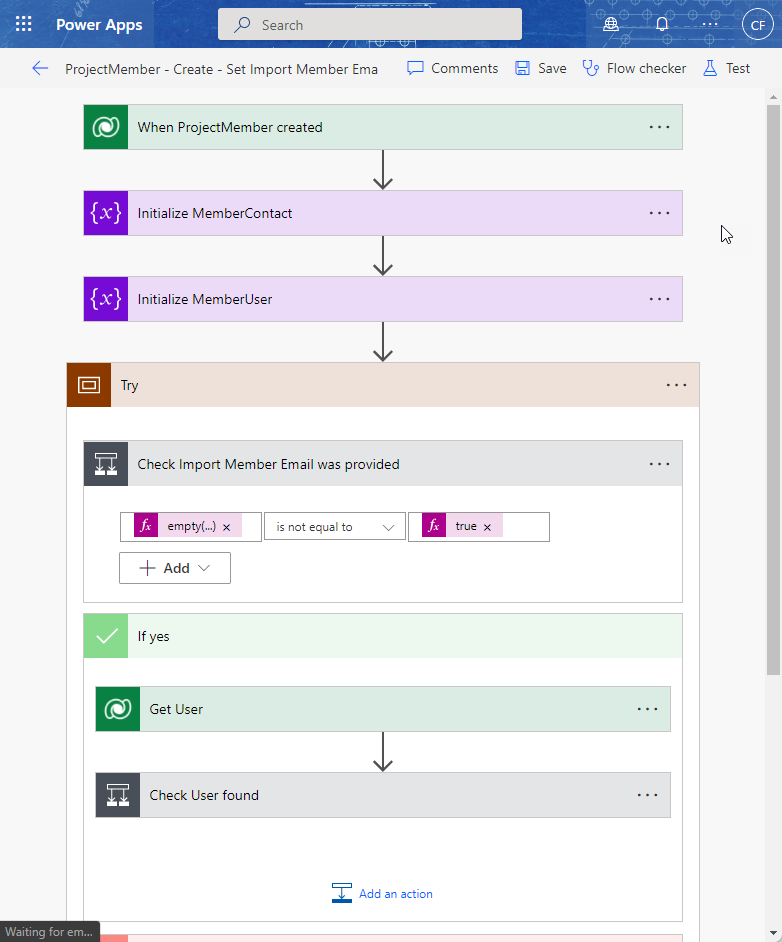 Power Apps
Search
CF
ProjectMember - Create - Set Import Member Ema
Comments
Save
Flow checker
Test
When ProjectMember created
{x} Initialize MemberContact
{x} Initialize MemberUser
Try
Check Import Member Email was provided
fx empty(...) × is not equal to fx true ×
+ Add
If yes
Get User
Check User found
Add an action
Waiting for em...